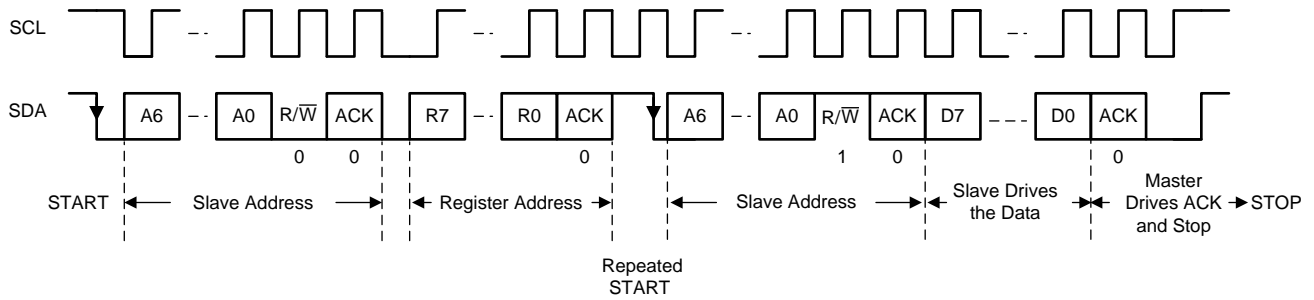 SCL
SDA
A6 A0 R/W̅ ACK R7 R0 ACK A6 A0 R/W̅ ACK D7 D0 ACK
0 0 0 1 0 0
START Slave Address Register Address Slave Address Slave Drives the Data Master Drives ACK and Stop STOP
Repeated
START